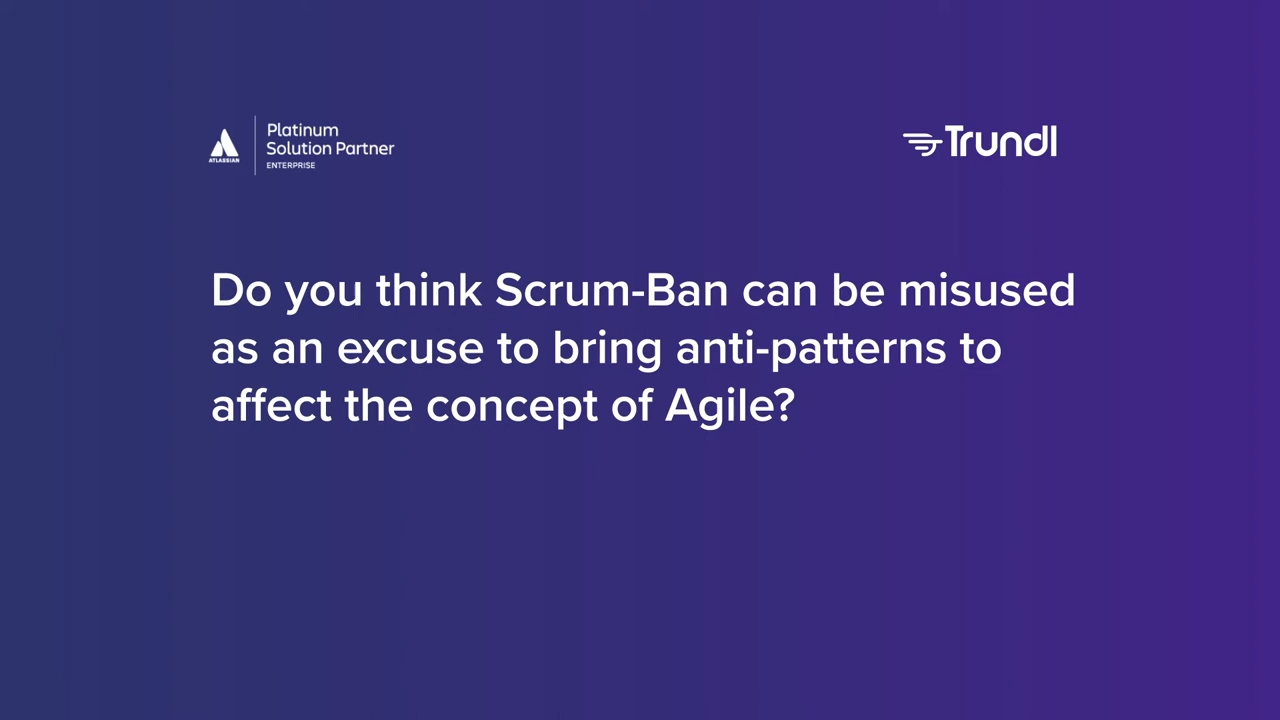 Platinum
Solution Partner
ENTERPRISE
ATLASSIAN
Trundl
Do you think Scrum-Ban can be misused
as an excuse to bring anti-patterns to
affect the concept of Agile?